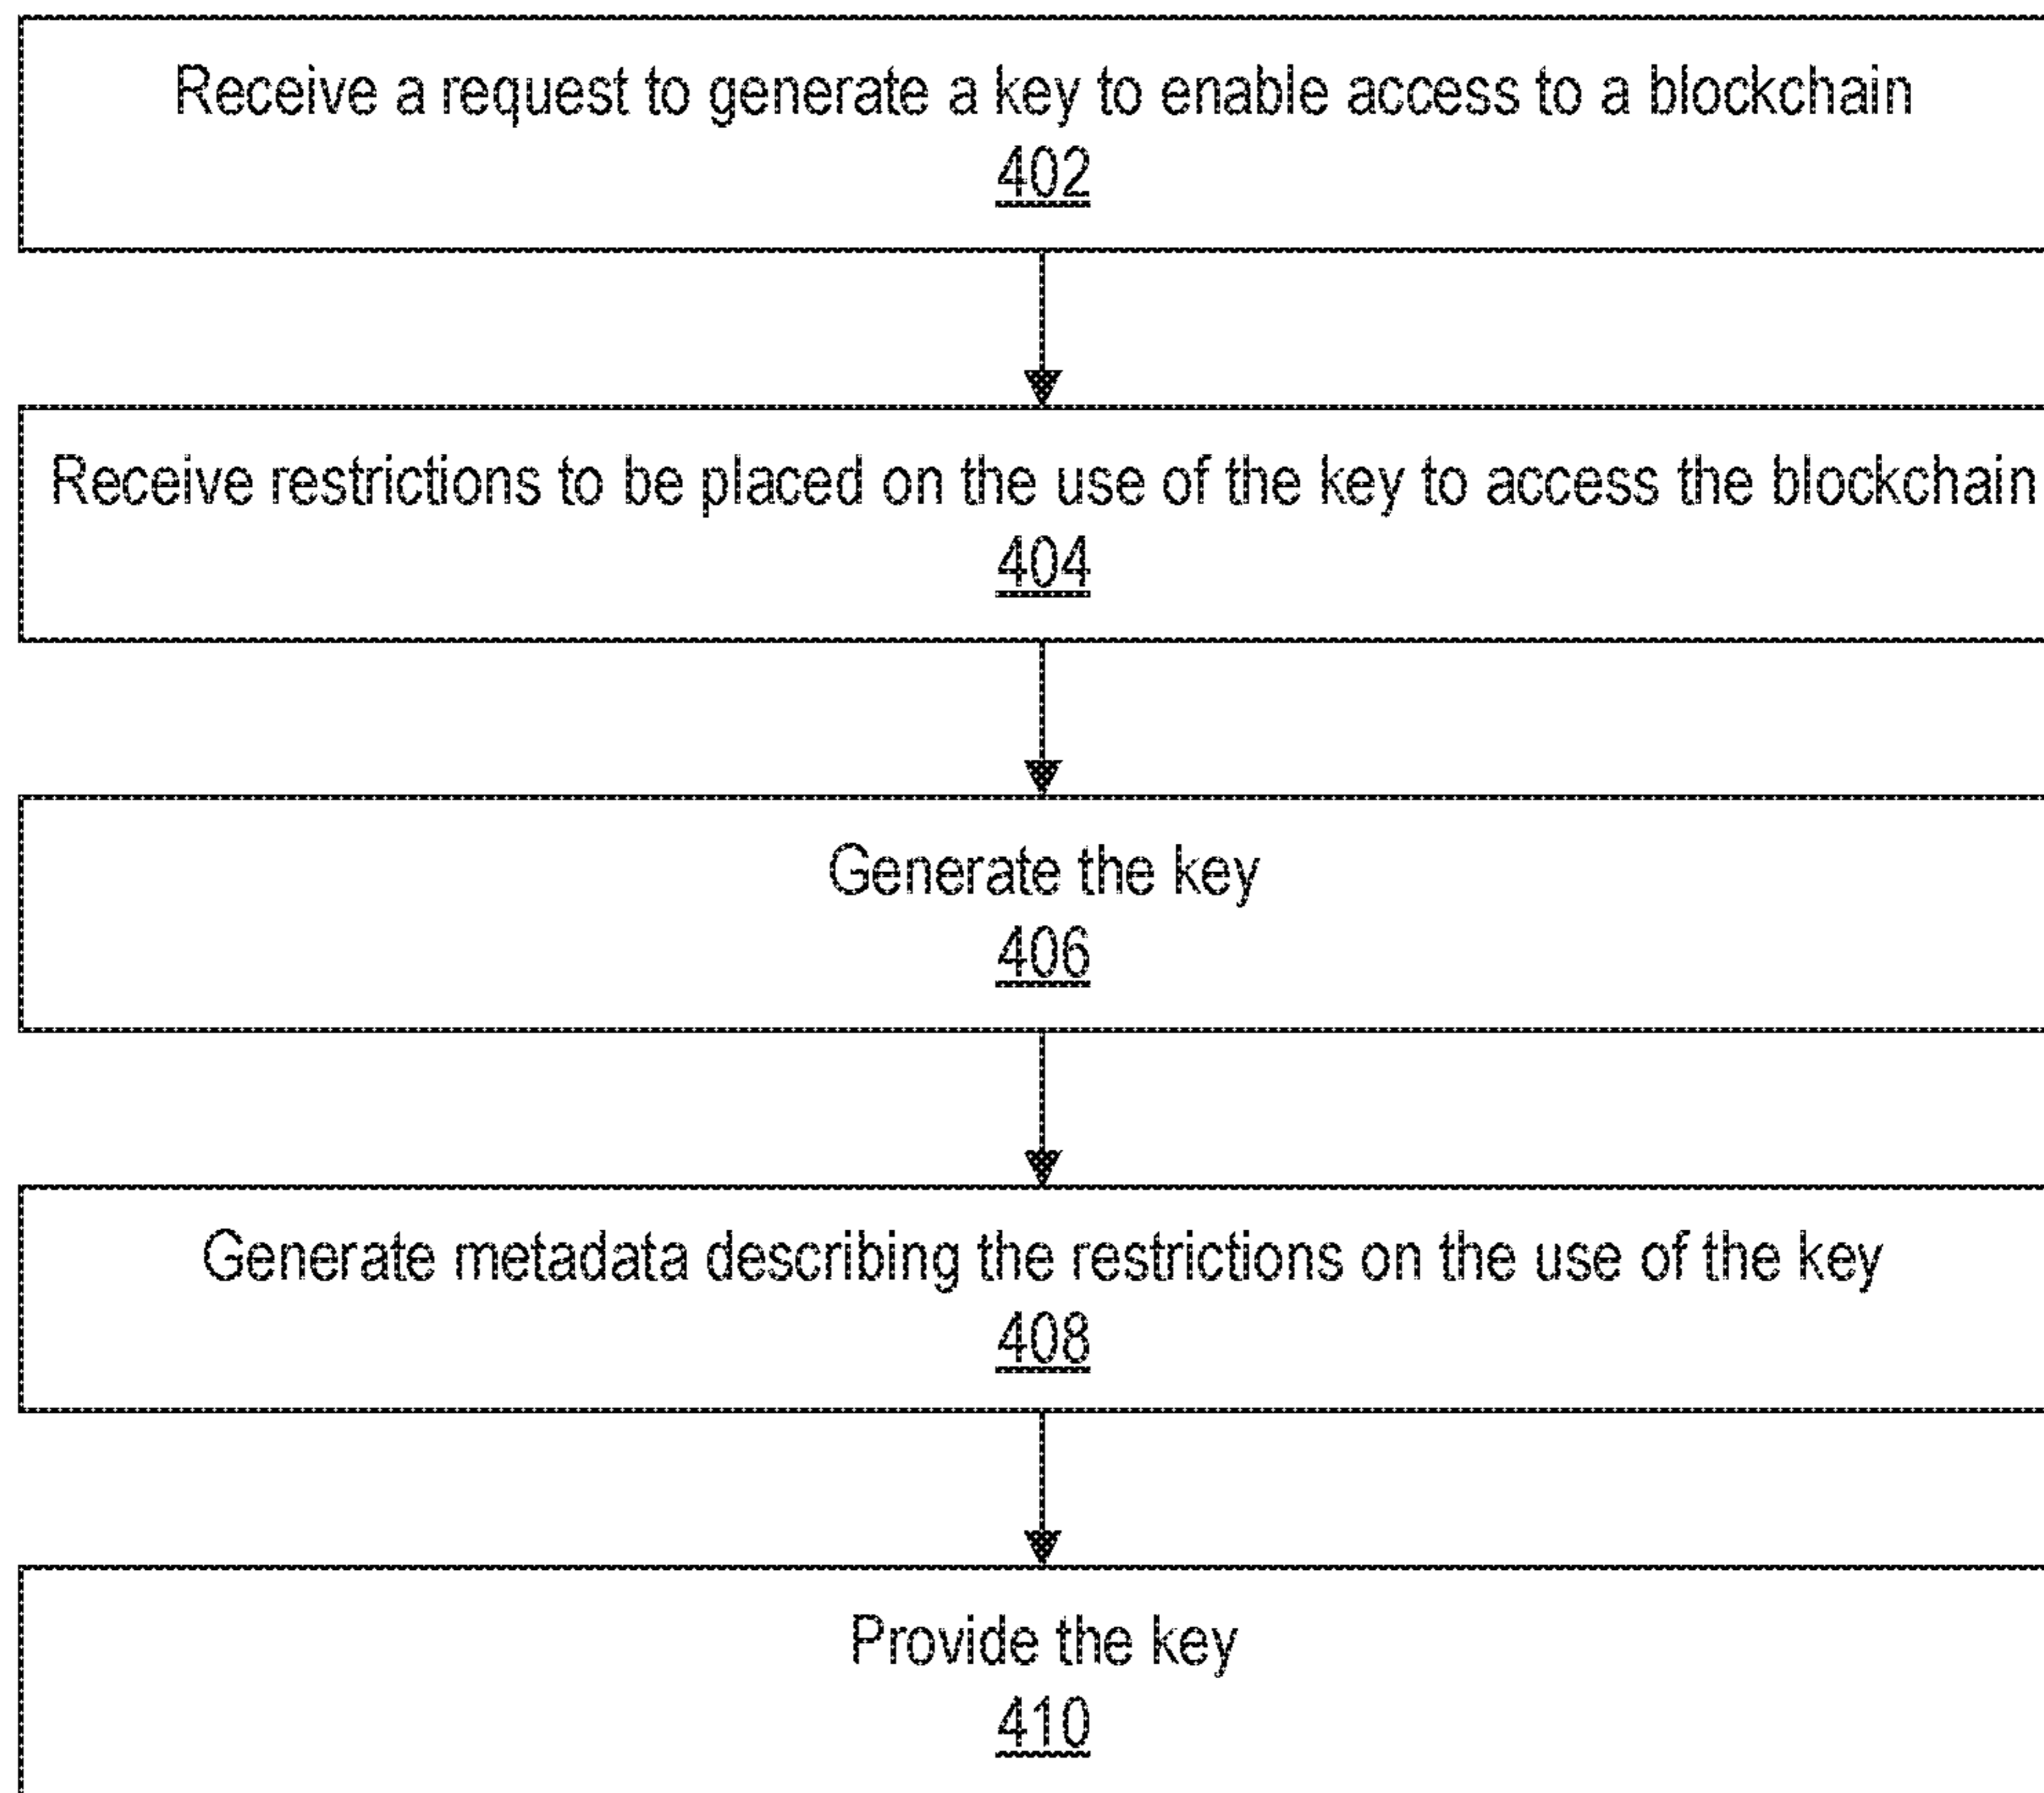 Receive a request to generate a key to enable access to a blockchain
402
Receive restrictions to be placed on the use of the key to access the blockchain
404
Generate the key
406
Generate metadata describing the restrictions on the use of the key
408
Provide the key
410